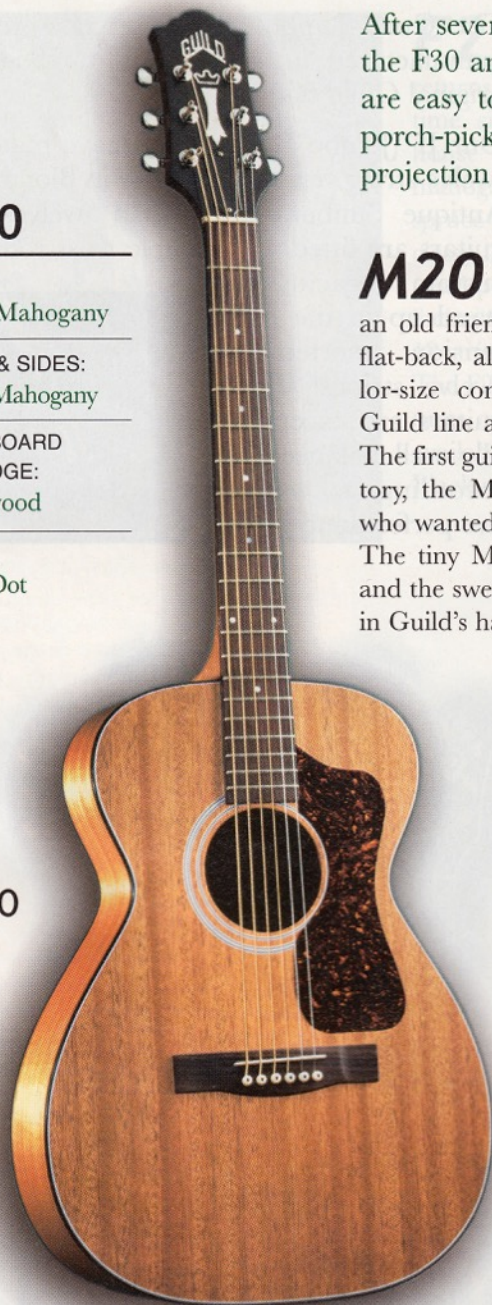 GUILD
0
Mahogany
& SIDES:
Mahogany
BOARD
GE:
ood
Dot
0
After sever
the F30 an
are easy to
porch-pick
projection
M20
an old frien
flat-back, al
lor-size con
Guild line a
The first gui
tory, the M
who wanted
The tiny M
and the swe
in Guild's ha